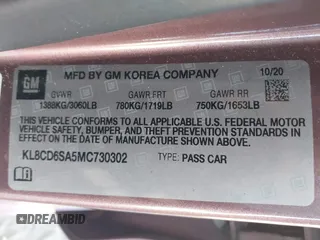 GM
MFD BY GM KOREA COMPANY
10/20
GVWR GAWR FRT GAWR RR
1388KG/3060LB 780KG/1719LB 750KG/1653LB
THIS VEHICLE CONFORMS TO ALL APPLICABLE U.S. FEDERAL MOTOR
VEHICLE SAFETY, BUMPER, AND THEFT PREVENTION STANDARDS
IN EFFECT ON THE DATE OF MANUFACTURE SHOWN ABOVE.
KL8CD6SA5MC730302 TYPE: PASS CAR
DREAMBID